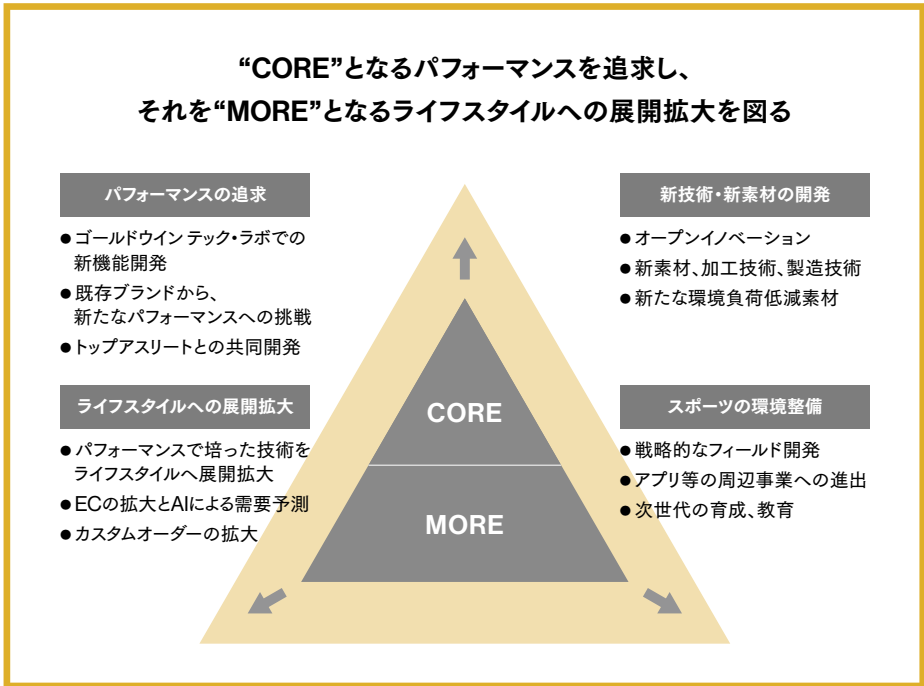 “CORE”となるパフォーマンスを追求し、
それを“MORE”となるライフスタイルへの展開拡大を図る
パフォーマンスの追求
●ゴールドウイン テック・ラボでの
新機能開発
●既存ブランドから、
新たなパフォーマンスへの挑戦
●トップアスリートとの共同開発
ライフスタイルへの展開拡大
●パフォーマンスで培った技術を
ライフスタイルへ展開拡大
●ECの拡大とAIによる需要予測
●カスタムオーダーの拡大
CORE
MORE
新技術・新素材の開発
●オープンイノベーション
●新素材、加工技術、製造技術
●新たな環境負荷低減素材
スポーツの環境整備
●戦略的なフィールド開発
●アプリ等の周辺事業への進出
●次世代の育成、教育